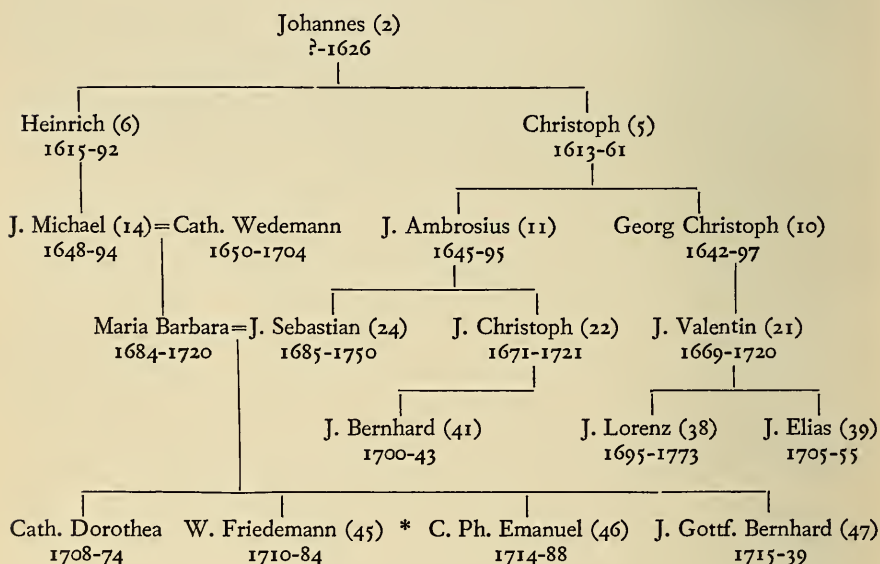 Johannes (2)
?-1626
Heinrich (6) Christoph (5)
1615-92 1613-61
J. Michael (14)=Cath. Wedemann J. Ambrosius (11) Georg Christoph (10)
1648-94 1650-1704 1645-95 1642-97
Maria Barbara=J. Sebastian (24) J. Christoph (22) J. Valentin (21)
1684-1720 1685-1750 1671-1721 1669-1720
J. Bernhard (41) J. Lorenz (38) J. Elias (39)
1700-43 1695-1773 1705-55
Cath. Dorothea W. Friedemann (45) * C. Ph. Emanuel (46) J. Gottf. Bernhard (47)
1708-74 1710-84 1714-88 1715-39